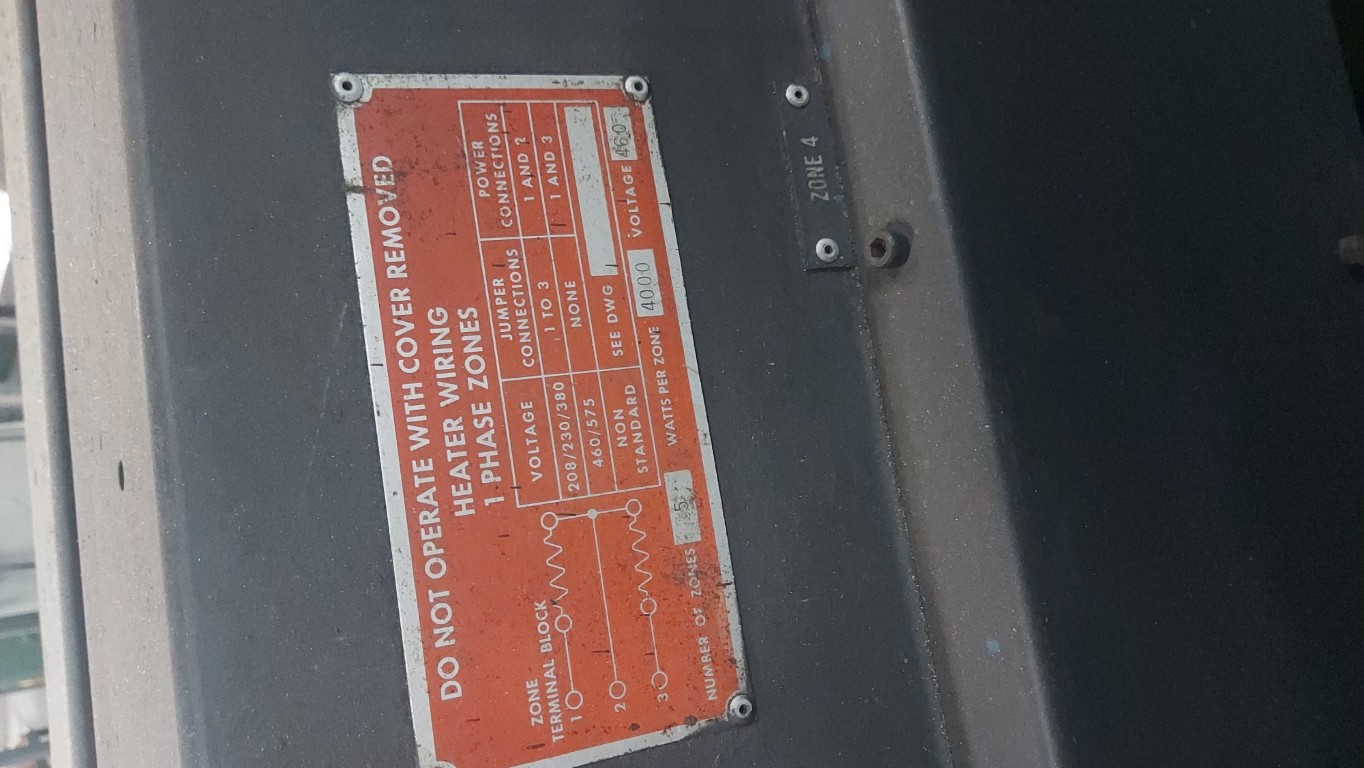 DO NOT OPERATE WITH COVER REMOVED
HEATER WIRING
1 PHASE ZONES
ZONE
TERMINAL BLOCK
1
2
3
VOLTAGE
JUMPER
CONNECTIONS
POWER
CONNECTIONS
208/230/380
1 TO 3
1 AND 2
460/575
NONE
1 AND 3
NON
STANDARD
SEE DWG
NUMBER OF ZONES 5
WATTS PER ZONE 4000
VOLTAGE 460
ZONE 4